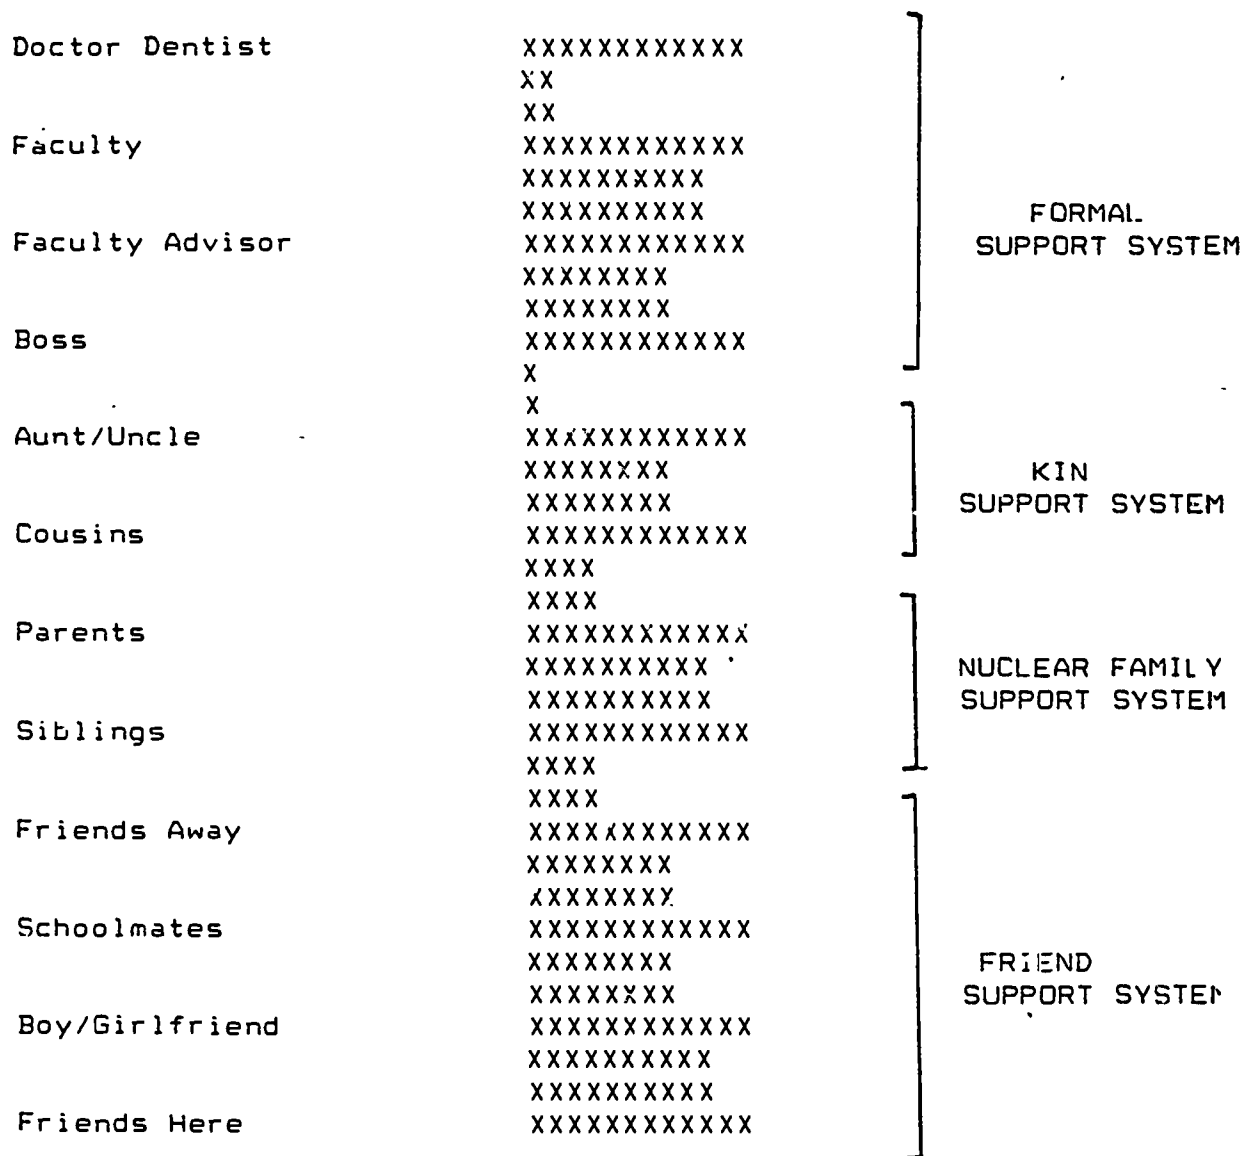 Doctor Dentist XXXXXXXXXXXX
XX
XX
Faculty XXXXXXXXXXXX
XXXXXXXXXX
XXXXXXXXXX FORMAL
Faculty Advisor XXXXXXXXXXXX SUPPORT SYSTEM
XXXXXXXX
XXXXXXXX
Boss XXXXXXXXXXXX
X
X
Aunt/Uncle XXXXXXXXXXXX
XXXXXXXX KIN
XXXXXXXX SUPPORT SYSTEM
Cousins XXXXXXXXXXXX
XXXX
XXXX
Parents XXXXXXXXXXXX
XXXXXXXXXX NUCLEAR FAMILY
XXXXXXXXXX SUPPORT SYSTEM
Siblings XXXXXXXXXXXX
XXXX
XXXX
Friends Away XXXXXXXXXXXX
XXXXXXXX
XXXXXXXX
Schoolmates XXXXXXXXXXXX
XXXXXXXX FRIEND
XXXXXXXX SUPPORT SYSTEM
Boy/Girlfriend XXXXXXXXXXXX
XXXXXXXXXX
XXXXXXXXXX
Friends Here XXXXXXXXXXXX